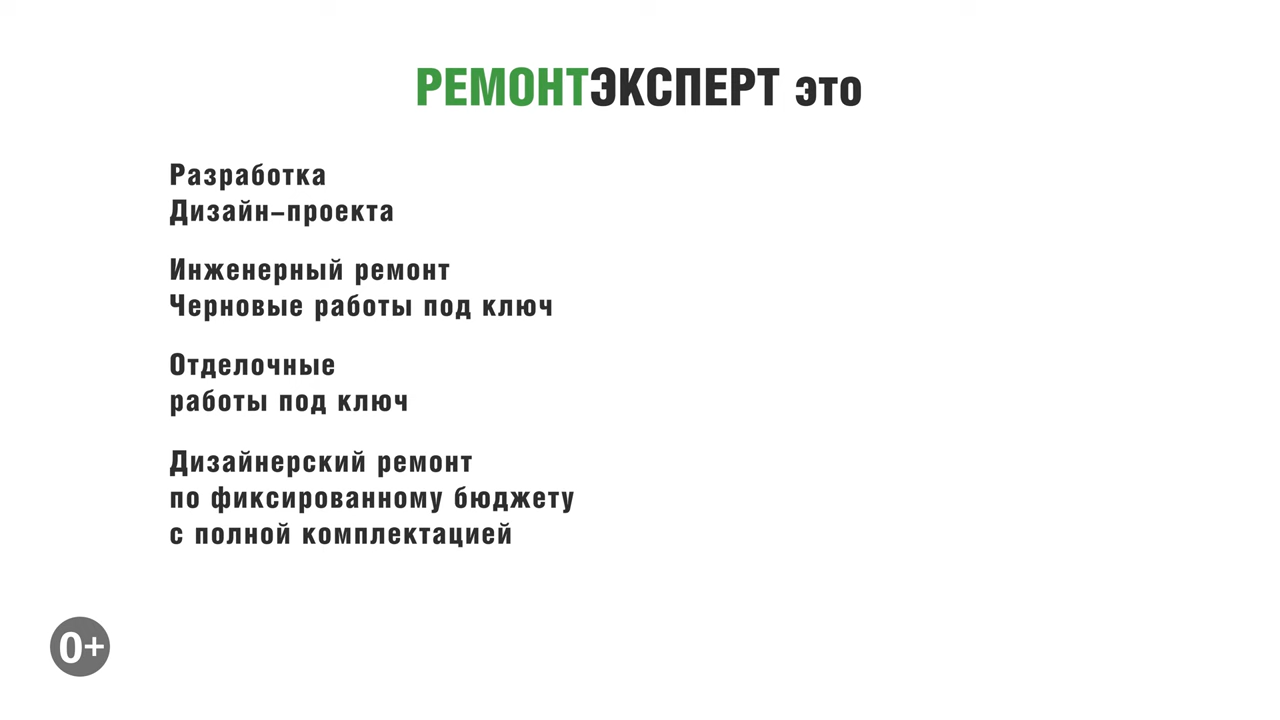 РЕМОНТЭКСПЕРТ это
Разработка
Дизайн–проекта
Инженерный ремонт
Черновые работы под ключ
Отделочные
работы под ключ
Дизайнерский ремонт
по фиксированному бюджету
с полной комплектацией
0+